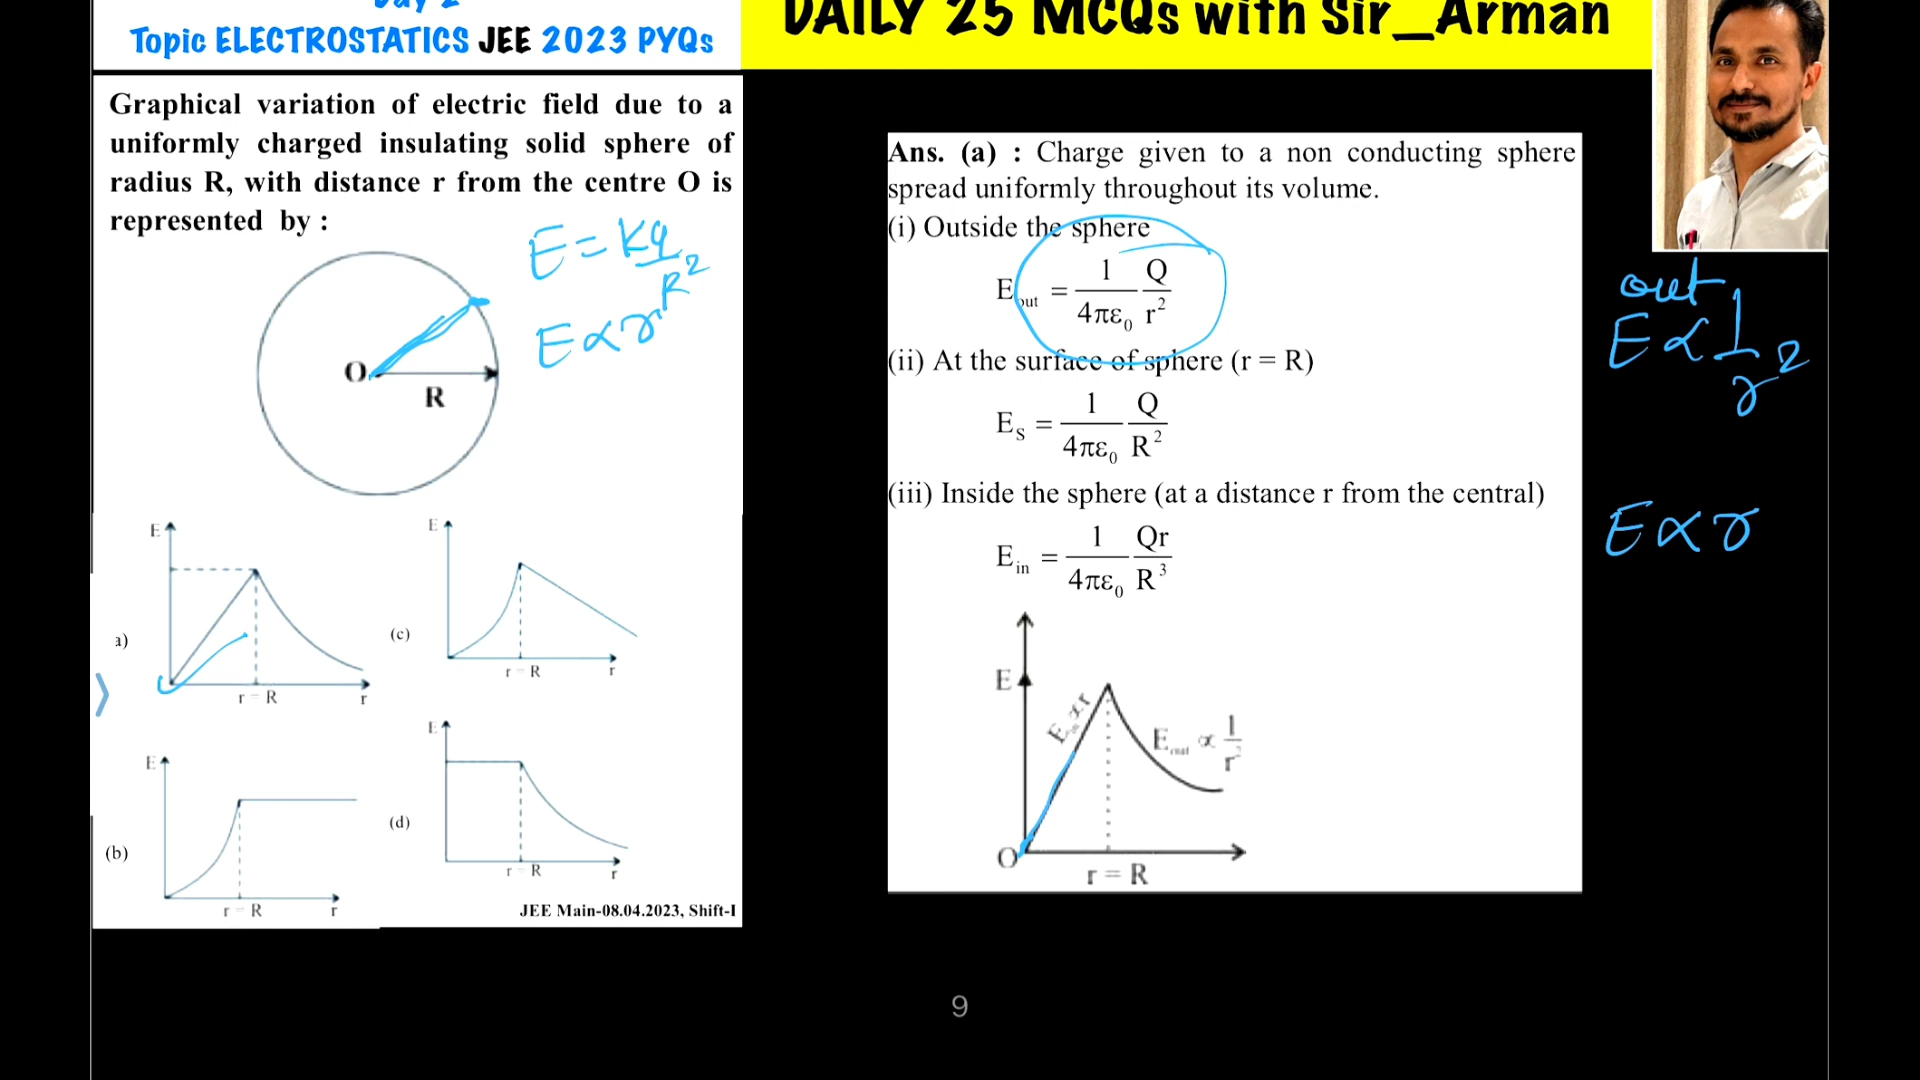 Day 2
Topic ELECTROSTATICS JEE 2023 PYQs
DAILY 25 MCQs with Sir_Arman
Graphical variation of electric field due to a
uniformly charged insulating solid sphere of
radius R, with distance r from the centre O is
represented by :
E = Kq/R²
E ∝ r
O
R
E
a)
r = R
r
E
(c)
r = R
r
E
(b)
r = R
r
E
(d)
r = R
r
JEE Main-08.04.2023, Shift-I
Ans. (a) : Charge given to a non conducting sphere
spread uniformly throughout its volume.
(i) Outside the sphere
E_out = 1/4πε₀ Q/r²
(ii) At the surface of sphere (r = R)
E_S = 1/4πε₀ Q/R²
(iii) Inside the sphere (at a distance r from the central)
E_in = 1/4πε₀ Qr/R³
E
E_in ∝ r
E_out ∝ 1/r²
O
r = R
out
E ∝ 1/r²
E ∝ r
9